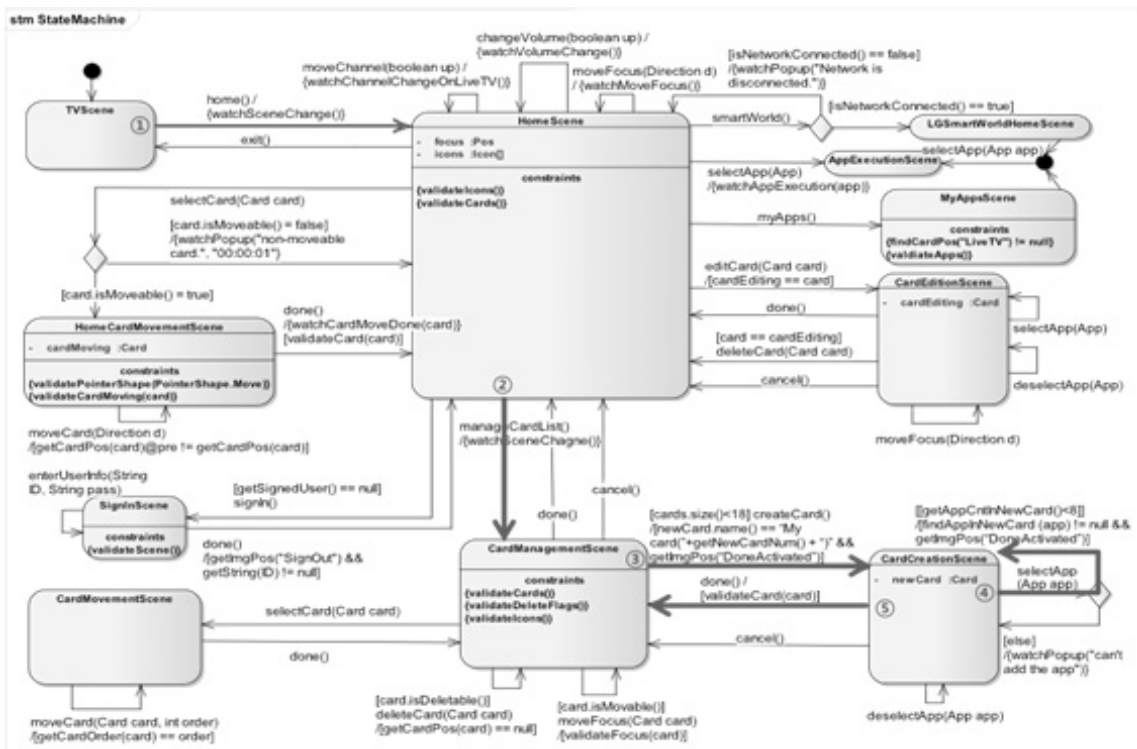 stm StateMachine
TVScene
①
home() /
{watchSceneChange()}
exit()
moveChannel(boolean up) /
{watchChannelChangeOnLiveTV()}
changeVolume(boolean up) /
{watchVolumeChange()}
moveFocus(Direction d)
/ {watchMoveFocus()}
[isNetworkConnected() == false]
/{watchPopup("Network is
disconnected.")}
[isNetworkConnected() == true]
smartWorld()
LGSmartWorldHomeScene
HomeScene
- focus :Pos
- icons :Icon[]
constraints
{validateIcons()}
{validateCards()}
②
selectApp(App app)
AppExecutionScene
selectApp(App)
/{watchAppExecution(app)}
myApps()
MyAppsScene
constraints
{findCardPos("LiveTV") != null}
{valdiateApps()}
selectCard(Card card)
[card.isMoveable() = false]
/{watchPopup("non-moveable
card.", "00:00:01"}
[card.isMoveable() = true]
HomeCardMovementScene
- cardMoving :Card
constraints
{validatePointerShape(PointerShape.Move)}
{validateCardMoving(card)}
done()
/{watchCardMoveDone(card)}
[validateCard(card)]
moveCard(Direction d)
/[getCardPos(card)@pre != getCardPos(card)]
editCard(Card card)
/[cardEditing == card]
done()
[card == cardEditing]
deleteCard(Card card)
cancel()
CardEditionScene
- cardEditing :Card
selectApp(App)
deselectApp(App)
moveFocus(Direction d)
manageCardList()
/{watchSceneChagne()}
enterUserInfo(String
ID, String pass)
SignInScene
constraints
{validateScene()}
[getSignedUser() == null]
signIn()
done()
/[getImgPos("SignOut") &&
getString(ID) != null]
done()
cancel()
[cards.size()<18] createCard()
/[newCard.name() == "My
card("+getNewCardNum() + ")" &&
getImgPos("DoneActivated")]
[[getAppCntInNewCard()<8]]
/[findAppInNewCard (app) != null &&
getImgPos("DoneActivated")]
CardManagementScene
③
constraints
{validateCards()}
{validateDeleteFlags()}
{validateIcons()}
done() /
[validateCard(card)]
cancel()
CardCreationScene
- newCard :Card
④
⑤
selectApp
(App app)
[else]
/{watchPopup("can't
add the app")}
deselectApp(App app)
CardMovementScene
selectCard(Card card)
done()
moveCard(Card card, int order)
/[getCardOrder(card) == order]
[card.isDeletable()]
deleteCard(Card card)
/[getCardPos(card) == null]
[card.isMovable()]
moveFocus(Card card)
/[validateFocus(card)]